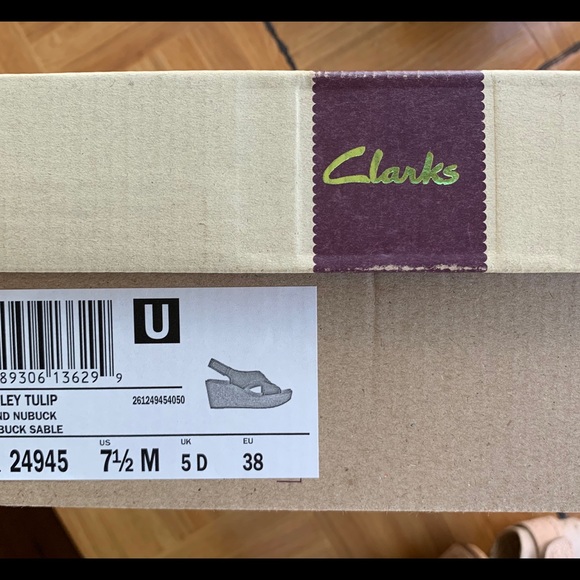 Clarks
U
89306 13629 9
LEY TULIP
261249454050
ND NUBUCK
BUCK SABLE
US UK EU
24945 7½ M 5 D 38